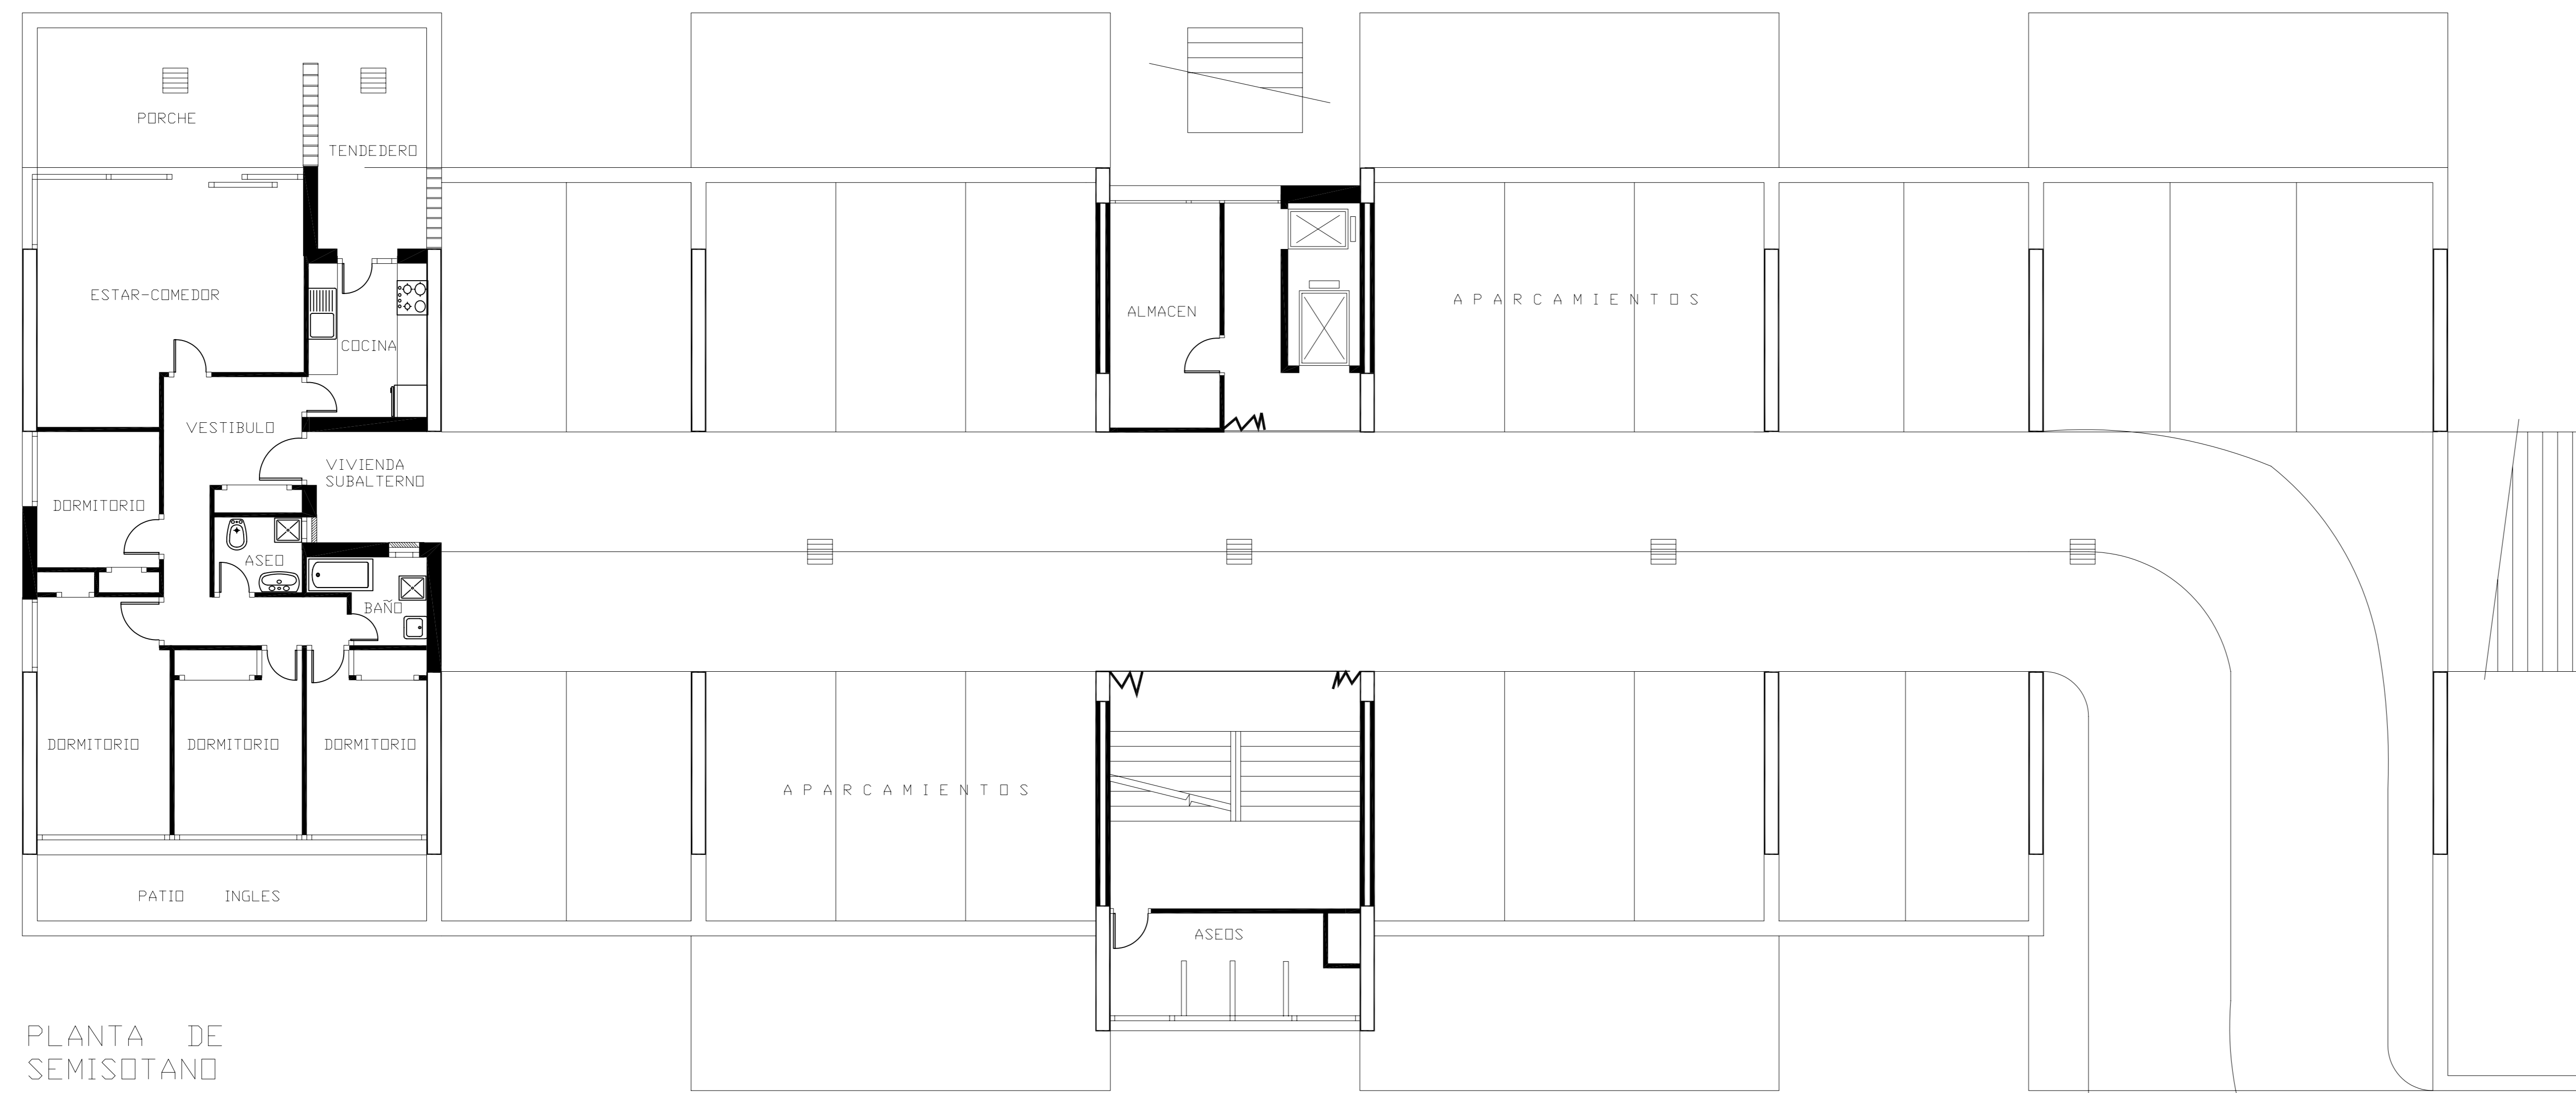 PORCHE
TENDEDERO
ESTAR-COMEDOR
COCINA
ALMACEN
APARCAMIENTOS
VESTIBULO
VIVIENDA
SUBALTERNO
DORMITORIO
ASEO
BAÑO
DORMITORIO
DORMITORIO
DORMITORIO
APARCAMIENTOS
PATIO INGLES
ASEOS
PLANTA DE
SEMISOTANO